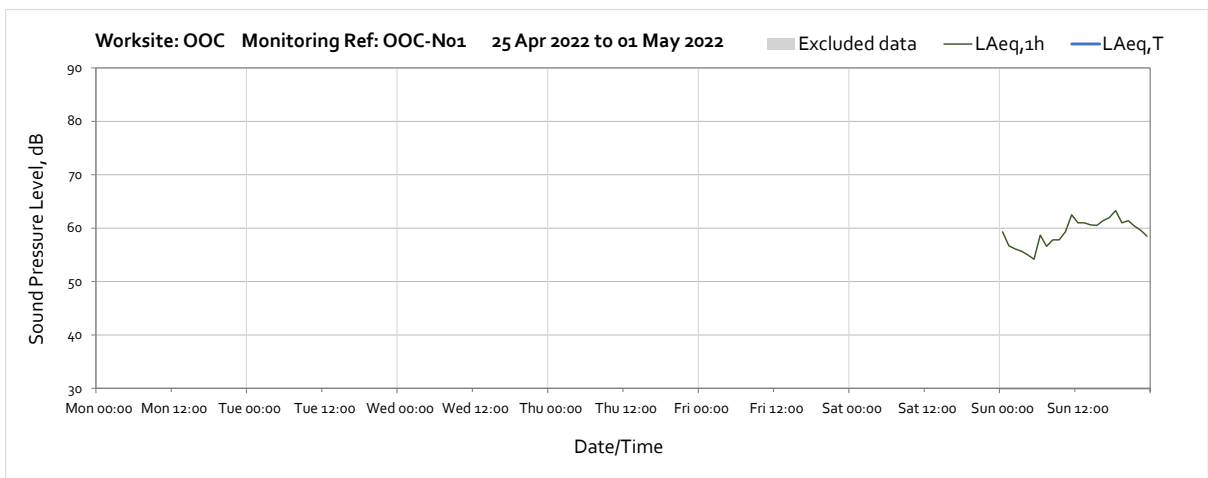 Worksite: OOC Monitoring Ref: OOC-N01 25 Apr 2022 to 01 May 2022
Excluded data LAeq,1h LAeq,T
90
80
70
60
50
40
30
Sound Pressure Level, dB
Mon 00:00 Mon 12:00 Tue 00:00 Tue 12:00 Wed 00:00 Wed 12:00 Thu 00:00 Thu 12:00 Fri 00:00 Fri 12:00 Sat 00:00 Sat 12:00 Sun 00:00 Sun 12:00
Date/Time